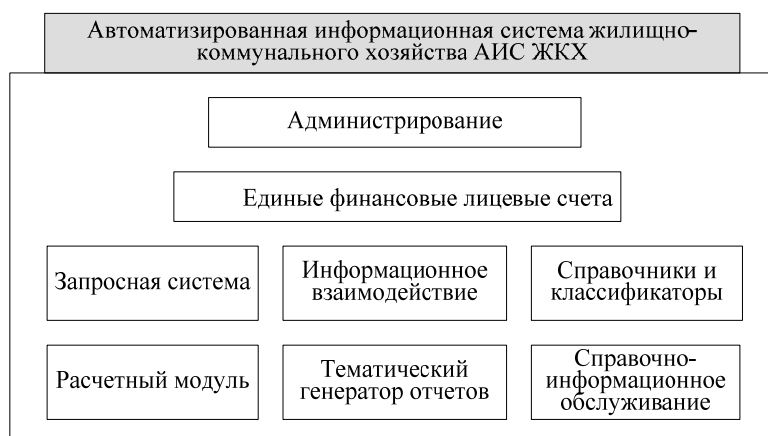 Автоматизированная информационная система жилищно-
коммунального хозяйства АИС ЖКХ
Администрирование
Единые финансовые лицевые счета
Запросная система
Информационное
взаимодействие
Справочники и
классификаторы
Расчетный модуль
Тематический
генератор отчетов
Справочно-
информационное
обслуживание